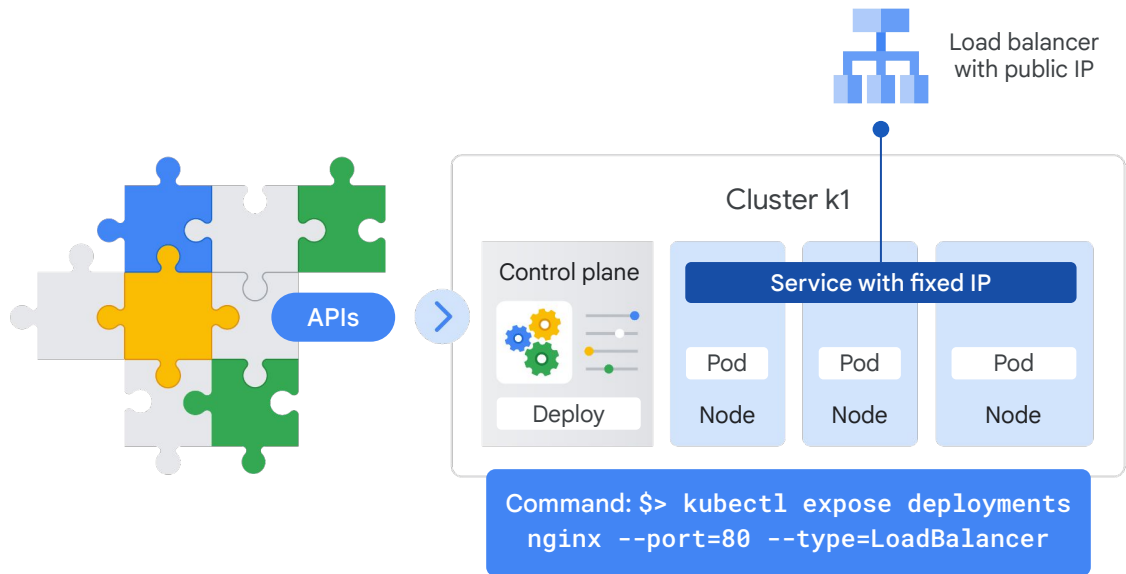 Load balancer
with public IP
Cluster k1
APIs
Control plane
Deploy
Service with fixed IP
Pod
Node
Pod
Node
Pod
Node
Command: $> kubectl expose deployments
nginx --port=80 --type=LoadBalancer